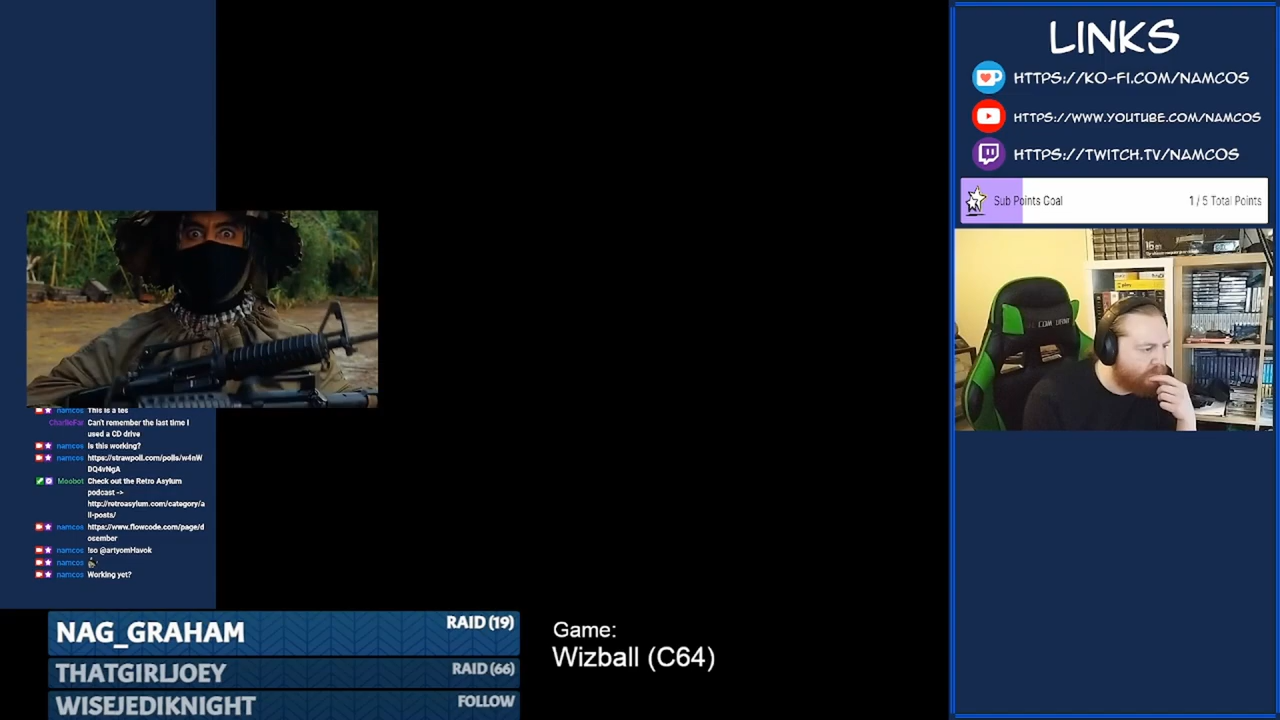 LINKS
HTTPS://KO-FI.COM/NAMCOS
HTTPS://WWW.YOUTUBE.COM/NAMCOS
HTTPS://TWITCH.TV/NAMCOS
Sub Points Goal 1 / 5 Total Points
namcos This is a tes
CharlieFar Can't remember the last time I
used a CD drive
namcos Is this working?
namcos https://strawpoll.com/polls/w4nW
DQ4vNgA
Moobot Check out the Retro Asylum
podcast ->
http://retroasylum.com/category/a
ll-posts/
namcos https://www.flowcode.com/page/d
osember
namcos !so @artyomHavok
namcos
namcos Working yet?
NAG_GRAHAM RAID (19)
THATGIRLJOEY RAID (66)
WISEJEDIKNIGHT FOLLOW
Game:
Wizball (C64)